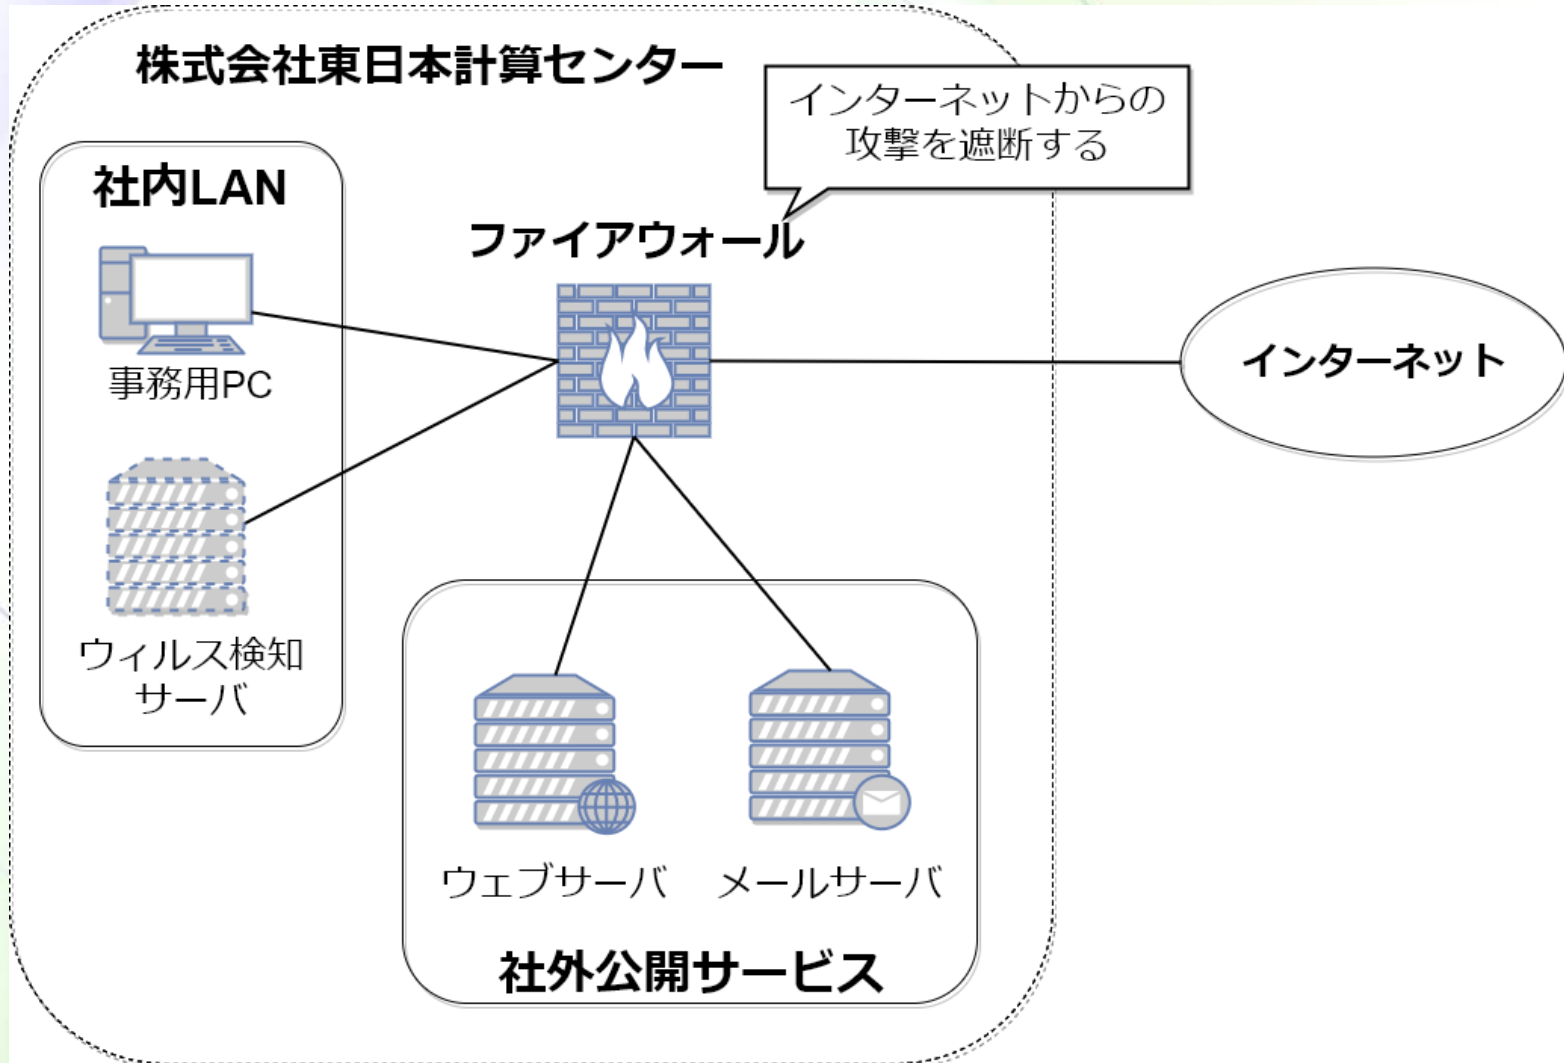 株式会社東日本計算センター
インターネットからの
攻撃を遮断する
社内LAN
ファイアウォール
事務用PC
インターネット
ウィルス検知
サーバ
ウェブサーバ
メールサーバ
社外公開サービス